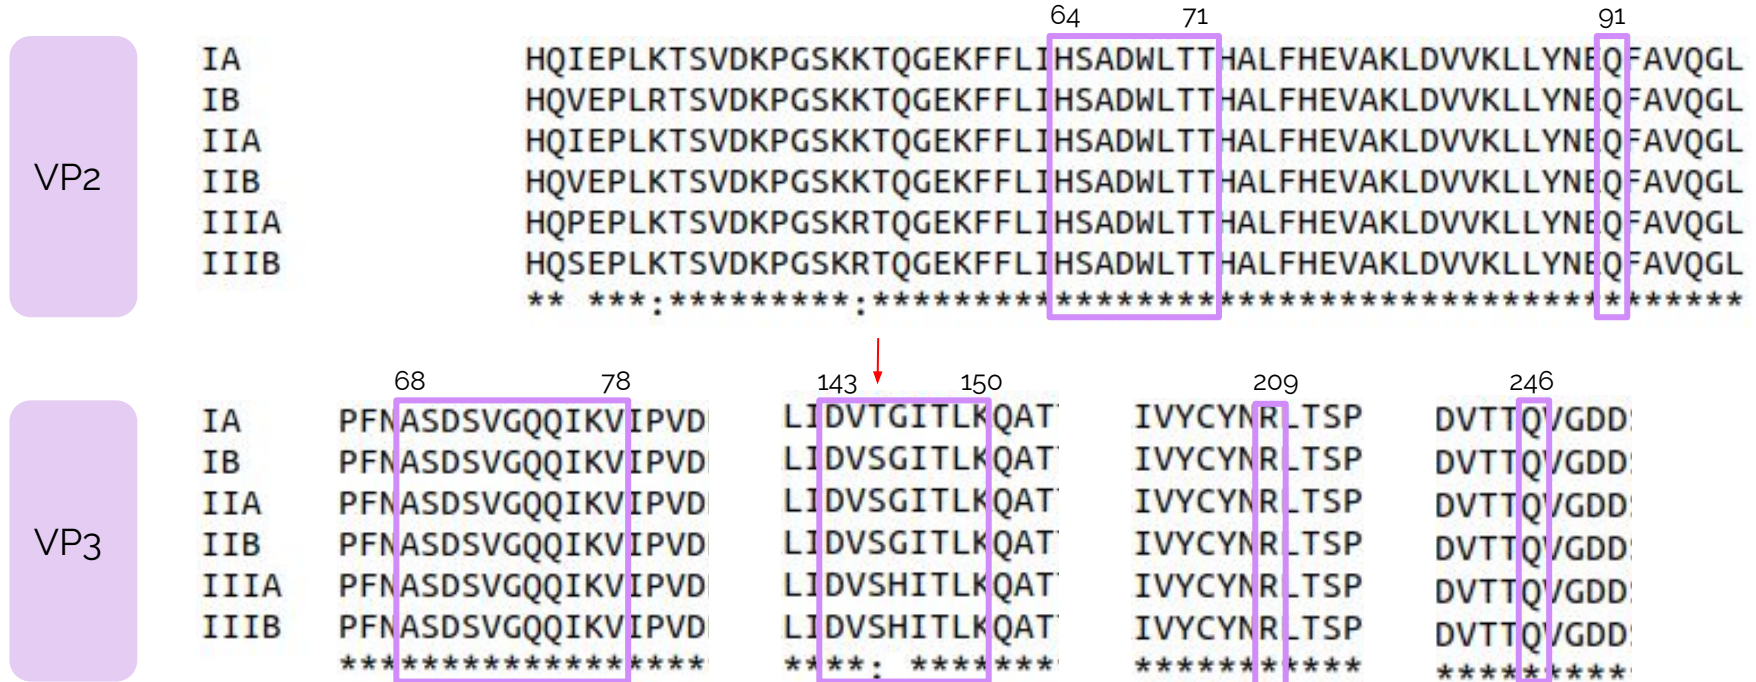 64 71 91
VP2
IA HQIEPLKTSVDKPGSKKTQGEKFFLIHSADWLTTHALFHEVAKLDVVKLLYNEQFAVQGL
IB HQVEPLRTSVDKPGSKKTQGEKFFLIHSADWLTTHALFHEVAKLDVVKLLYNEQFAVQGL
IIA HQIEPLKTSVDKPGSKKTQGEKFFLIHSADWLTTHALFHEVAKLDVVKLLYNEQFAVQGL
IIB HQVEPLKTSVDKPGSKKTQGEKFFLIHSADWLTTHALFHEVAKLDVVKLLYNEQFAVQGL
IIIA HQPEPLKTSVDKPGSKRTQGEKFFLIHSADWLTTHALFHEVAKLDVVKLLYNEQFAVQGL
IIIB HQSEPLKTSVDKPGSKRTQGEKFFLIHSADWLTTHALFHEVAKLDVVKLLYNEQFAVQGL
** ***:*********:*******************************************
68 78 143 150 209 246
VP3
IA PFNASDSVGQQIKVIPVD LIDVTGITLKQAT IVYCYNRLTSP DVTTQVGDD
IB PFNASDSVGQQIKVIPVD LIDVSGITLKQAT IVYCYNRLTSP DVTTQVGDD
IIA PFNASDSVGQQIKVIPVD LIDVSGITLKQAT IVYCYNRLTSP DVTTQVGDD
IIB PFNASDSVGQQIKVIPVD LIDVSGITLKQAT IVYCYNRLTSP DVTTQVGDD
IIIA PFNASDSVGQQIKVIPVD LIDVSHITLKQAT IVYCYNRLTSP DVTTQVGDD
IIIB PFNASDSVGQQIKVIPVD LIDVSHITLKQAT IVYCYNRLTSP DVTTQVGDD
****************** ****: ******* *********** *********